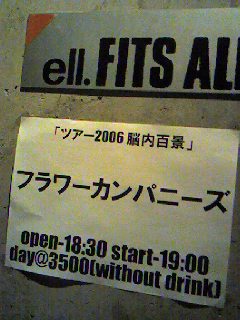 ell. FITS ALL
「ツアー2006 脳内百景」
フラワーカンパニーズ
open-18:30 start-19:00
day@3500(without drink)